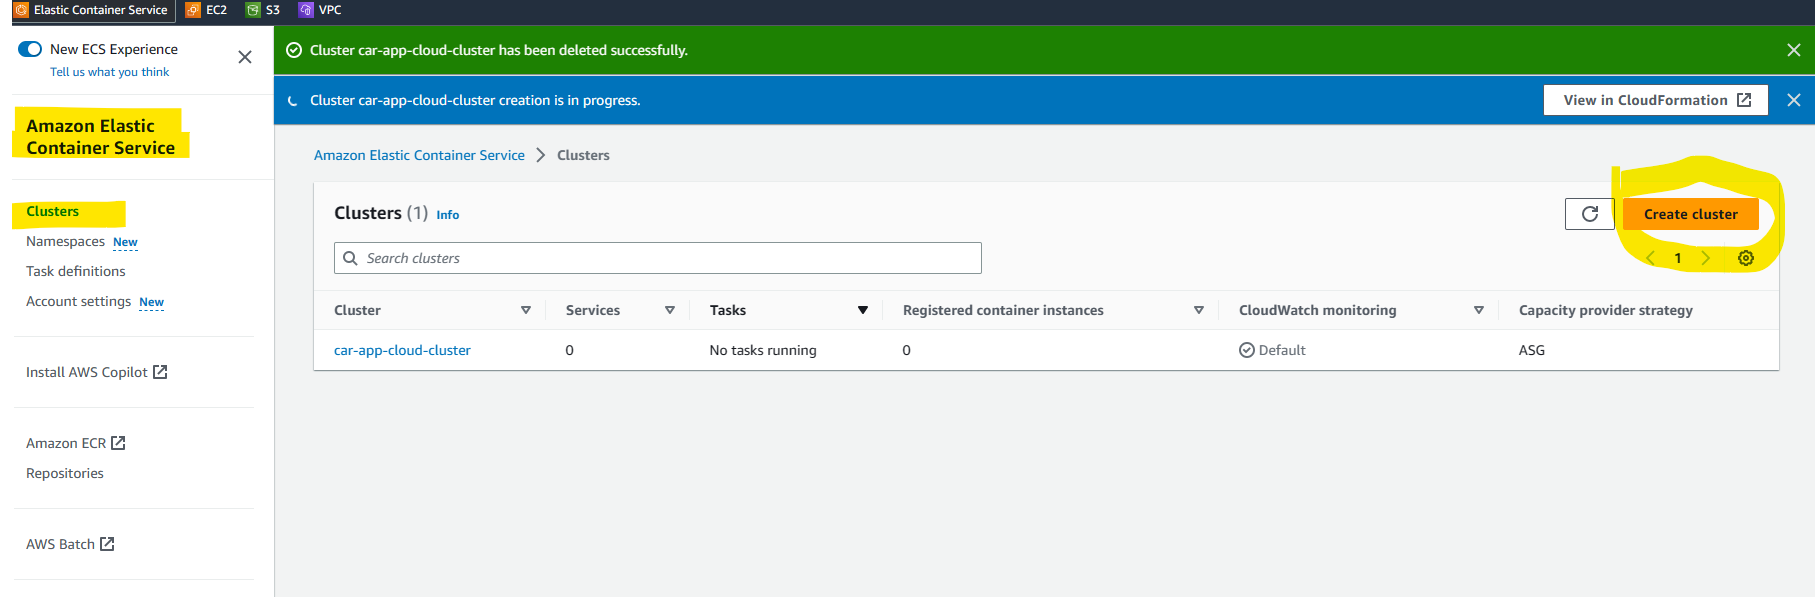 Elastic Container Service EC2 S3 VPC
New ECS Experience
Tell us what you think
Cluster car-app-cloud-cluster has been deleted successfully.
Cluster car-app-cloud-cluster creation is in progress.
View in CloudFormation
Amazon Elastic
Container Service
Clusters
Namespaces New
Task definitions
Account settings New
Install AWS Copilot
Amazon ECR
Repositories
AWS Batch
Amazon Elastic Container Service Clusters
Clusters (1) Info
Create cluster
Search clusters
1
Cluster Services Tasks Registered container instances CloudWatch monitoring Capacity provider strategy
car-app-cloud-cluster 0 No tasks running 0 Default ASG